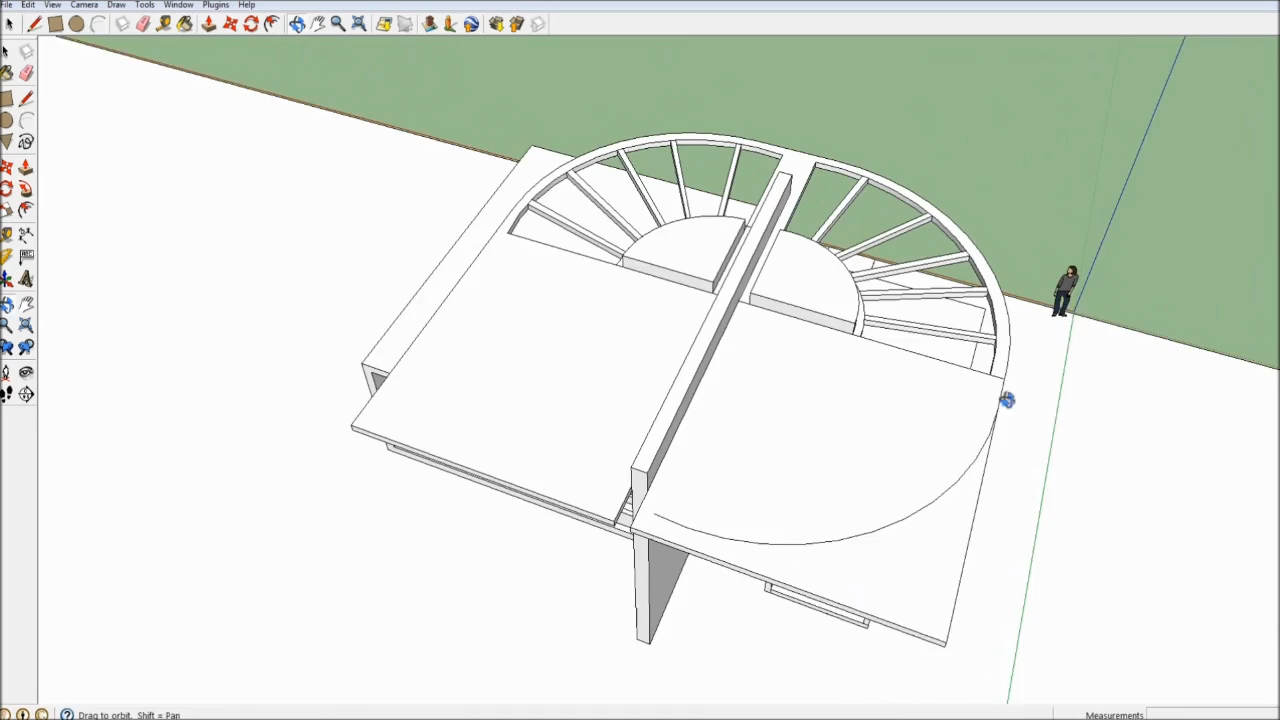 File Edit View Camera Draw Tools Window Plugins Help
Drag to orbit. Shift = Pan
Measurements